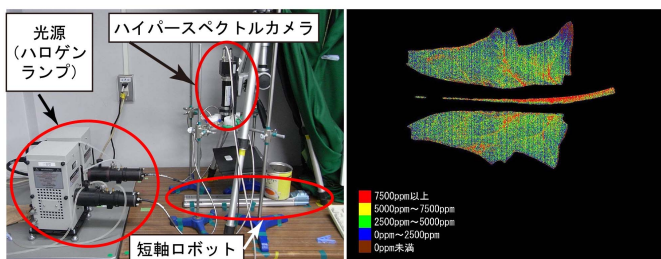 光源
（ハロゲン
ランプ）
ハイパースペクトルカメラ
短軸ロボット
7500ppm以上
5000ppm～7500ppm
2500ppm～5000ppm
0ppm～2500ppm
0ppm未満